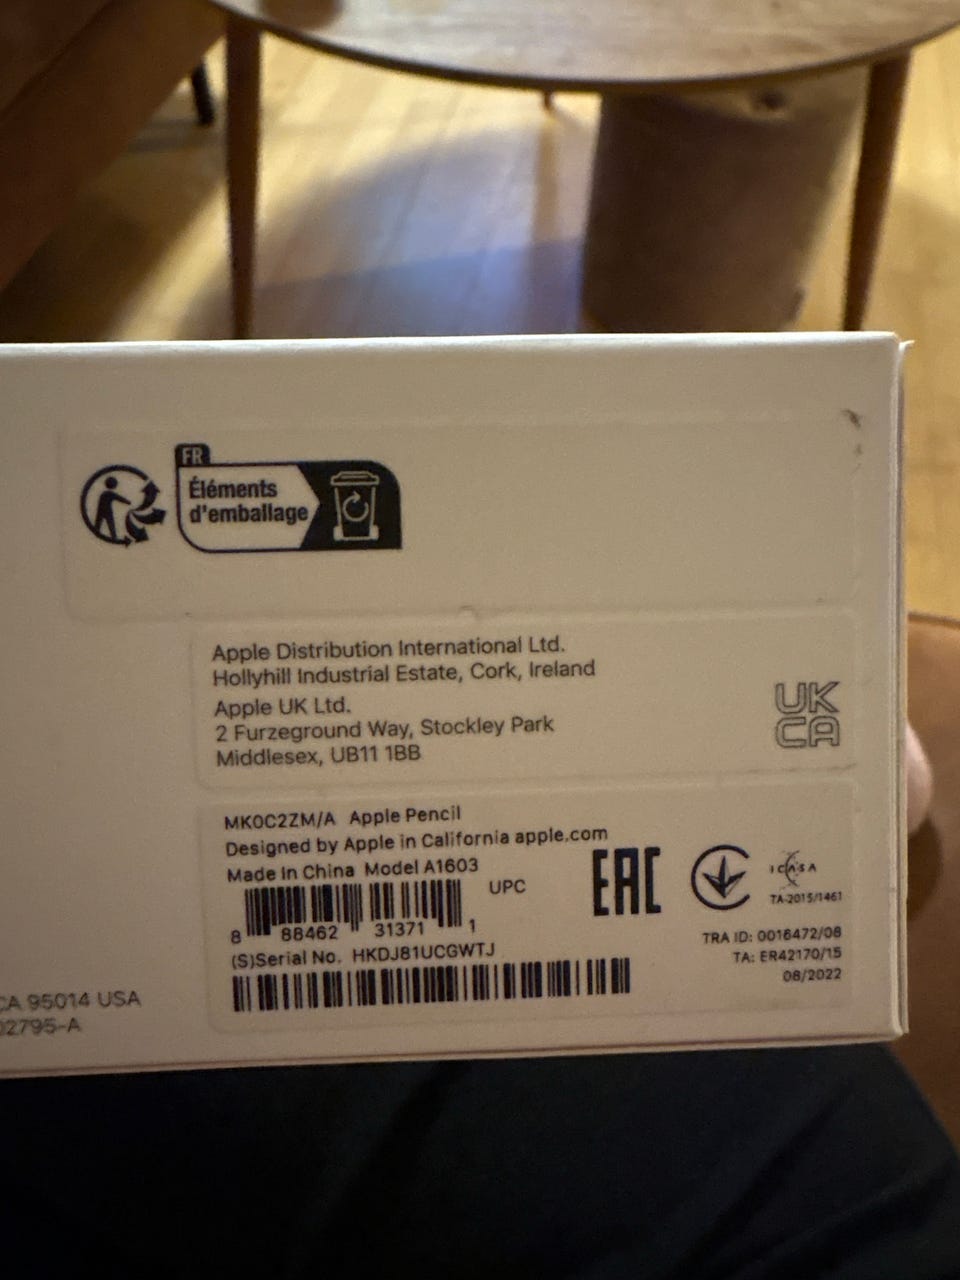 FR
Éléments
d'emballage
Apple Distribution International Ltd.
Hollyhill Industrial Estate, Cork, Ireland
Apple UK Ltd.
2 Furzeground Way, Stockley Park
Middlesex, UB11 1BB
UK
CA
MK0C2ZM/A Apple Pencil
Designed by Apple in California apple.com
Made In China Model A1603
UPC
8 88462 31371 1
(S)Serial No. HKDJ81UCGWTJ
EAC
ICASA
TA-2015/1461
TRA ID: 0016472/08
TA: ER42170/15
08/2022
CA 95014 USA
02795-A